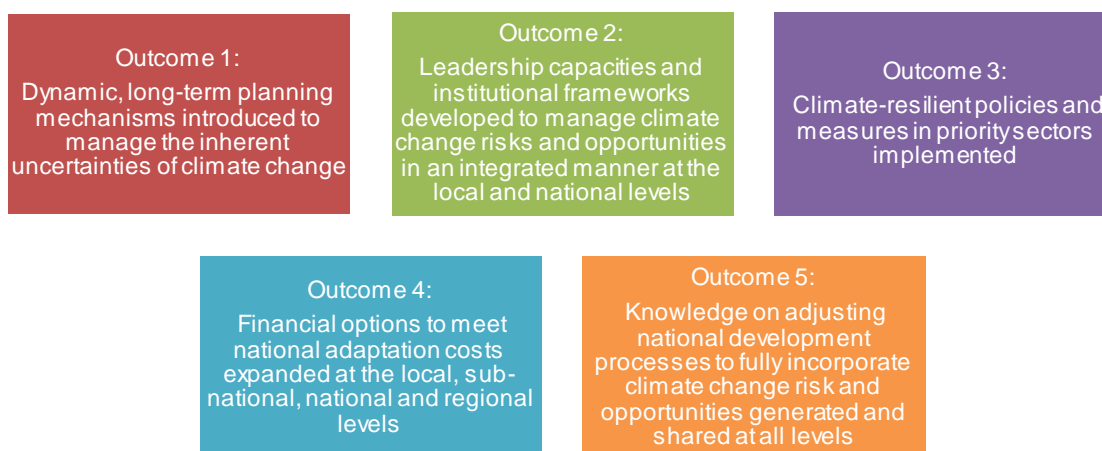 Outcome 1:
Dynamic, long-term planning
mechanisms introduced to
manage the inherent
uncertainties of climate change
Outcome 2:
Leadership capacities and
institutional frameworks
developed to manage climate
change risks and opportunities
in an integrated manner at the
local and national levels
Outcome 3:
Climate-resilient policies and
measures in priority sectors
implemented
Outcome 4:
Financial options to meet
national adaptation costs
expanded at the local, sub-
national, national and regional
levels
Outcome 5:
Knowledge on adjusting
national development
processes to fully incorporate
climate change risk and
opportunities generated and
shared at all levels